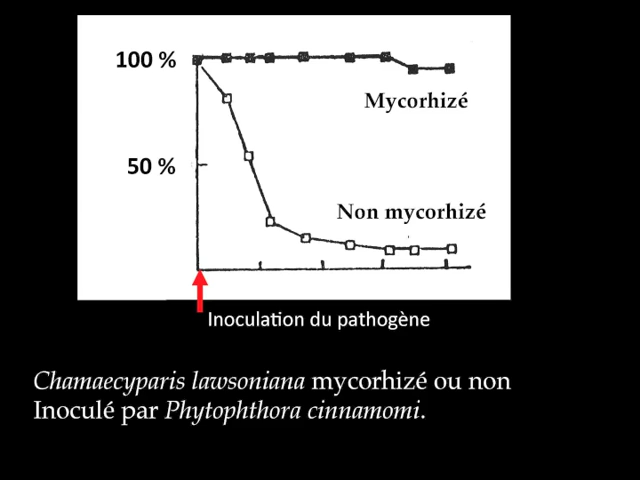 100 %
Mycorhizé
50 %
Non mycorhizé
Inoculation du pathogène
Chamaecyparis lawsoniana mycorhizé ou non
Inoculé par Phytophthora cinnamomi.